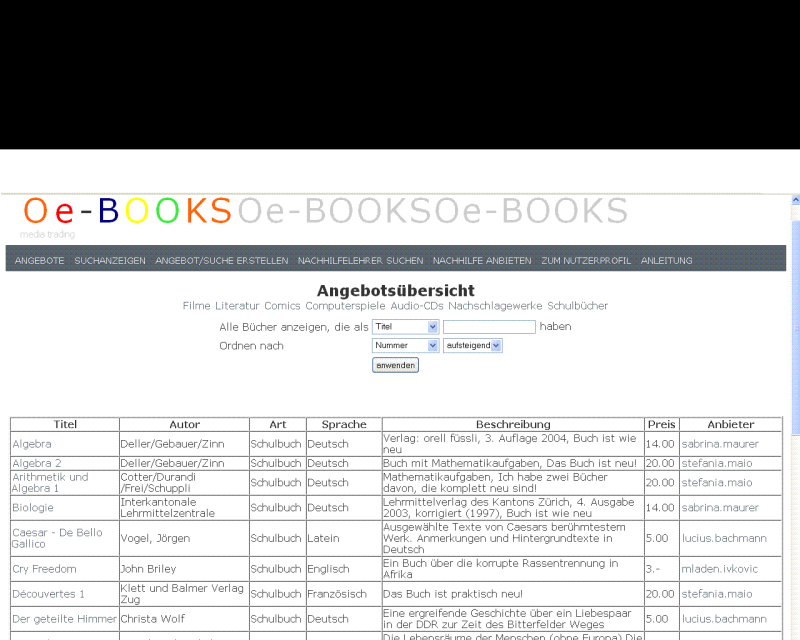 Oe-BOOKSOe-BOOKSOe-BOOKS
media trading
ANGEBOTE SUCHANZEIGEN ANGEBOT/SUCHE ERSTELLEN NACHHILFELEHRER SUCHEN NACHHILFE ANBIETEN ZUM NUTZERPROFIL ANLEITUNG
Angebotsübersicht
Filme Literatur Comics Computerspiele Audio-CDs Nachschlagewerke Schulbücher
Alle Bücher anzeigen, die als Titel haben
Ordnen nach Nummer aufsteigend
anwenden
Titel Autor Art Sprache Beschreibung Preis Anbieter
Algebra Deller/Gebauer/Zinn Schulbuch Deutsch Verlag: orell füssli, 3. Auflage 2004, Buch ist wie
neu 14.00 sabrina.maurer
Algebra 2 Deller/Gebauer/Zinn Schulbuch Deutsch Buch mit Mathematikaufgaben, Das Buch ist neu! 20.00 stefania.maio
Arithmetik und
Algebra 1 Cotter/Durandi
/Frei/Schuppli Schulbuch Deutsch Mathematikaufgaben, Ich habe zwei Bücher
davon, die komplett neu sind! 20.00 stefania.maio
Biologie Interkantonale
Lehrmittelzentrale Schulbuch Deutsch Lehrmittelverlag des Kantons Zürich, 4. Ausgabe
2003, korrigiert (1997), Buch ist wie neu 14.00 sabrina.maurer
Caesar - De Bello
Gallico Vogel, Jörgen Schulbuch Latein Ausgewählte Texte von Caesars berühmtestem
Werk. Anmerkungen und Hintergrundtexte in
Deutsch 5.00 lucius.bachmann
Cry Freedom John Briley Schulbuch Englisch Ein Buch über die korrupte Rassentrennung in
Afrika 3.- mladen.ivkovic
Découvertes 1 Klett und Balmer Verlag
Zug Schulbuch Französisch Das Buch ist praktisch neu! 20.00 stefania.maio
Der geteilte Himmer Christa Wolf Schulbuch Deutsch Eine ergreifende Geschichte über ein Liebespaar
in der DDR zur Zeit des Bitterfelder Weges 5.00 lucius.bachmann
Die Lebensräume der Menschen (ohne Europa) Die